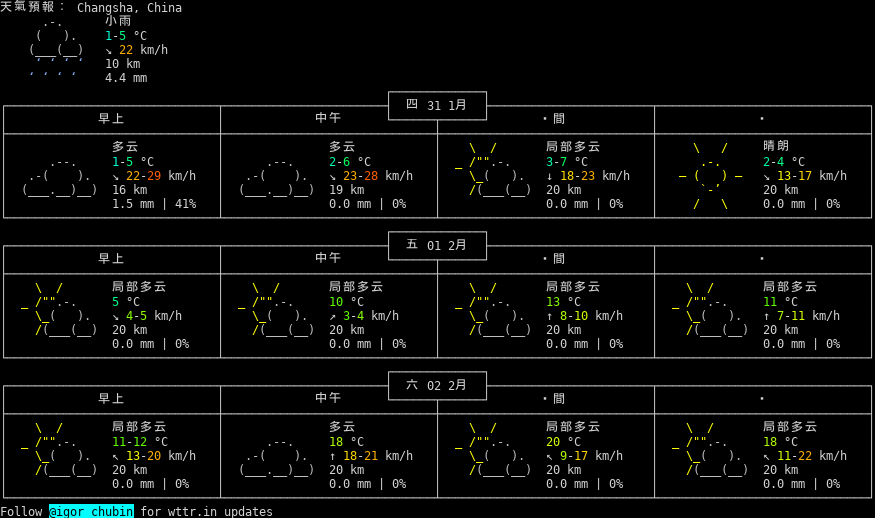 天氣預報： Changsha, China
小雨
1-5 °C
↘ 22 km/h
10 km
4.4 mm
四 31 1月
早上 中午 ・間 ・
多云 多云 局部多云 晴朗
1-5 °C 2-6 °C 3-7 °C 2-4 °C
↘ 22-29 km/h ↘ 23-28 km/h ↓ 18-23 km/h ↘ 13-17 km/h
16 km 19 km 20 km 20 km
1.5 mm | 41% 0.0 mm | 0% 0.0 mm | 0% 0.0 mm | 0%
五 01 2月
早上 中午 ・間 ・
局部多云 局部多云 局部多云 局部多云
5 °C 10 °C 13 °C 11 °C
↘ 4-5 km/h ↗ 3-4 km/h ↑ 8-10 km/h ↑ 7-11 km/h
20 km 20 km 20 km 20 km
0.0 mm | 0% 0.0 mm | 0% 0.0 mm | 0% 0.0 mm | 0%
六 02 2月
早上 中午 ・間 ・
局部多云 多云 局部多云 局部多云
11-12 °C 18 °C 20 °C 18 °C
↖ 13-20 km/h ↑ 18-21 km/h ↖ 9-17 km/h ↖ 11-22 km/h
20 km 20 km 20 km 20 km
0.0 mm | 0% 0.0 mm | 0% 0.0 mm | 0% 0.0 mm | 0%
Follow @igor_chubin for wttr.in updates